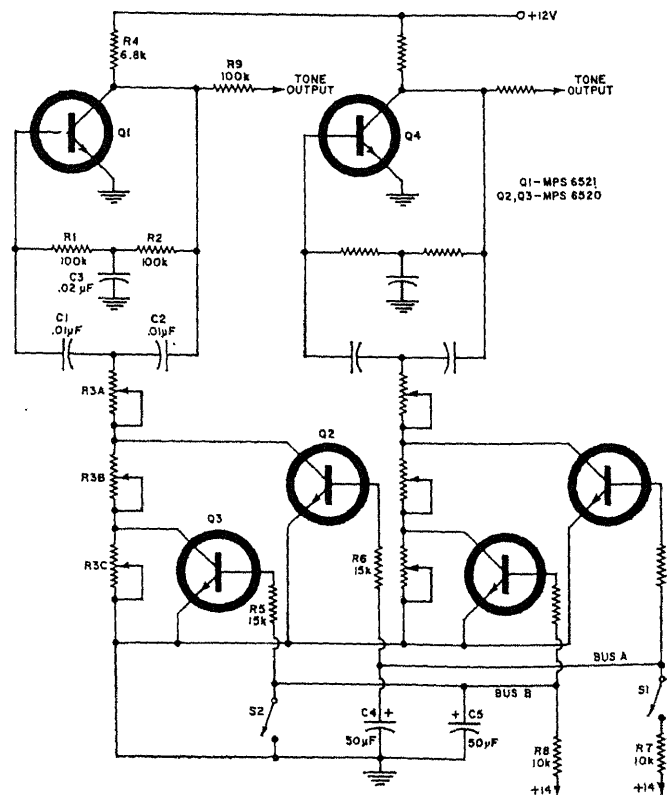 +12V
R4
6.8k
R9
100k
TONE
OUTPUT
TONE
OUTPUT
Q1
Q4
Q1-MPS 6521
Q2,Q3-MPS 6520
R1
100k
R2
100k
C3
.02µF
C1
.01µF
C2
.01µF
R3A
Q2
R3B
Q3
R3C
R6
15k
R5
15k
BUS A
BUS B
S2
C4 +
50µF
+ C5
50µF
S1
R8
10k
R7
10k
+14
+14